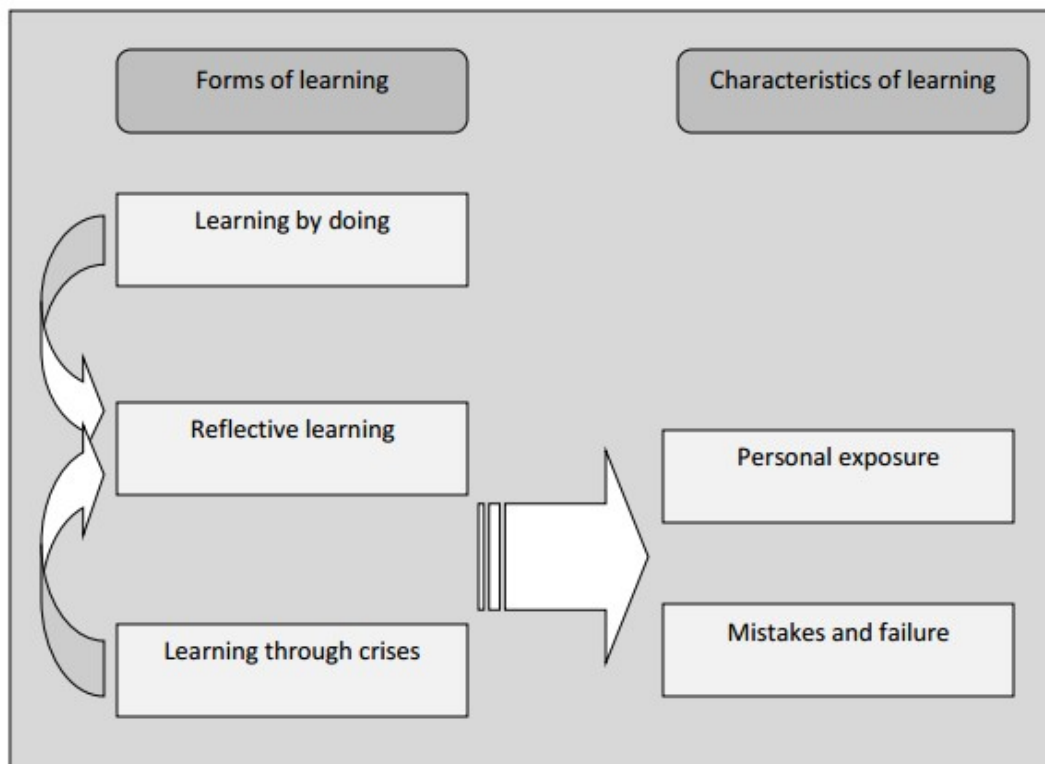 Forms of learning
Characteristics of learning
Learning by doing
Reflective learning
Personal exposure
Learning through crises
Mistakes and failure